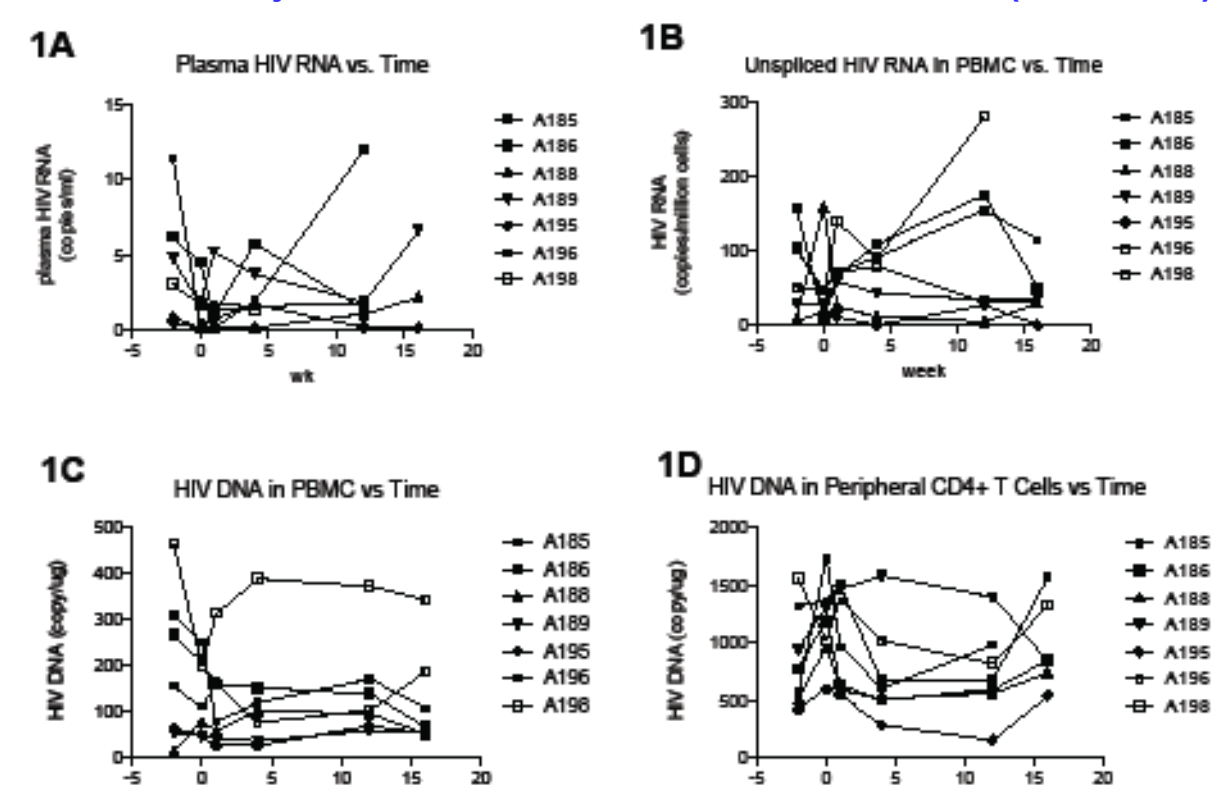 1A
Plasma HIV RNA vs. Time
plasma HIV RNA
(copies/ml)
15
10
5
0
-5 0 5 10 15 20
wk
A185
A186
A188
A189
A195
A196
A198
1B
Unspliced HIV RNA in PBMC vs. Time
HIV RNA
(copies/million cells)
300
200
100
0
-5 0 5 10 15 20
week
A185
A186
A188
A189
A195
A196
A198
1C
HIV DNA in PBMC vs Time
HIV DNA (copy/ug)
500
400
300
200
100
0
-5 0 5 10 15 20
A185
A186
A188
A189
A195
A196
A198
1D
HIV DNA in Peripheral CD4+ T Cells vs Time
HIV DNA (copy/ug)
2000
1500
1000
500
0
-5 0 5 10 15 20
A185
A186
A188
A189
A195
A196
A198